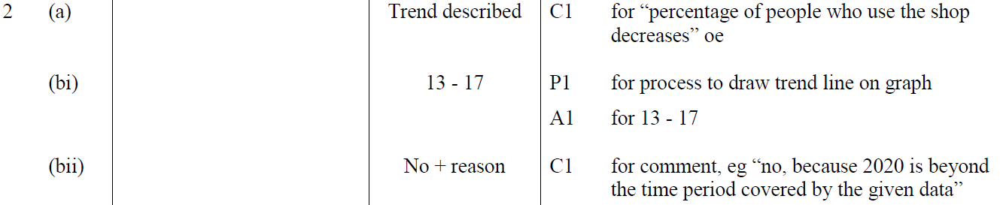 2 (a) Trend described C1 for “percentage of people who use the shop
decreases” oe
(bi) 13 - 17 P1 for process to draw trend line on graph
A1 for 13 - 17
(bii) No + reason C1 for comment, eg “no, because 2020 is beyond
the time period covered by the given data”